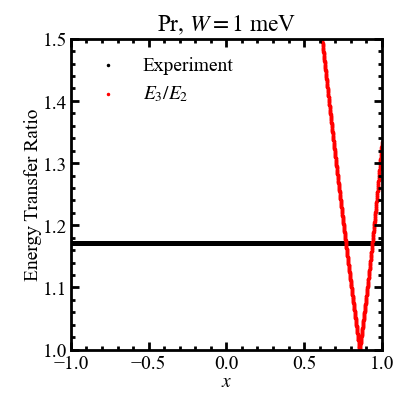 Pr, W = 1 meV
Energy Transfer Ratio
1.5
1.4
1.3
1.2
1.1
1.0
Experiment
E₃/E₂
−1.0
−0.5
0.0
0.5
1.0
x